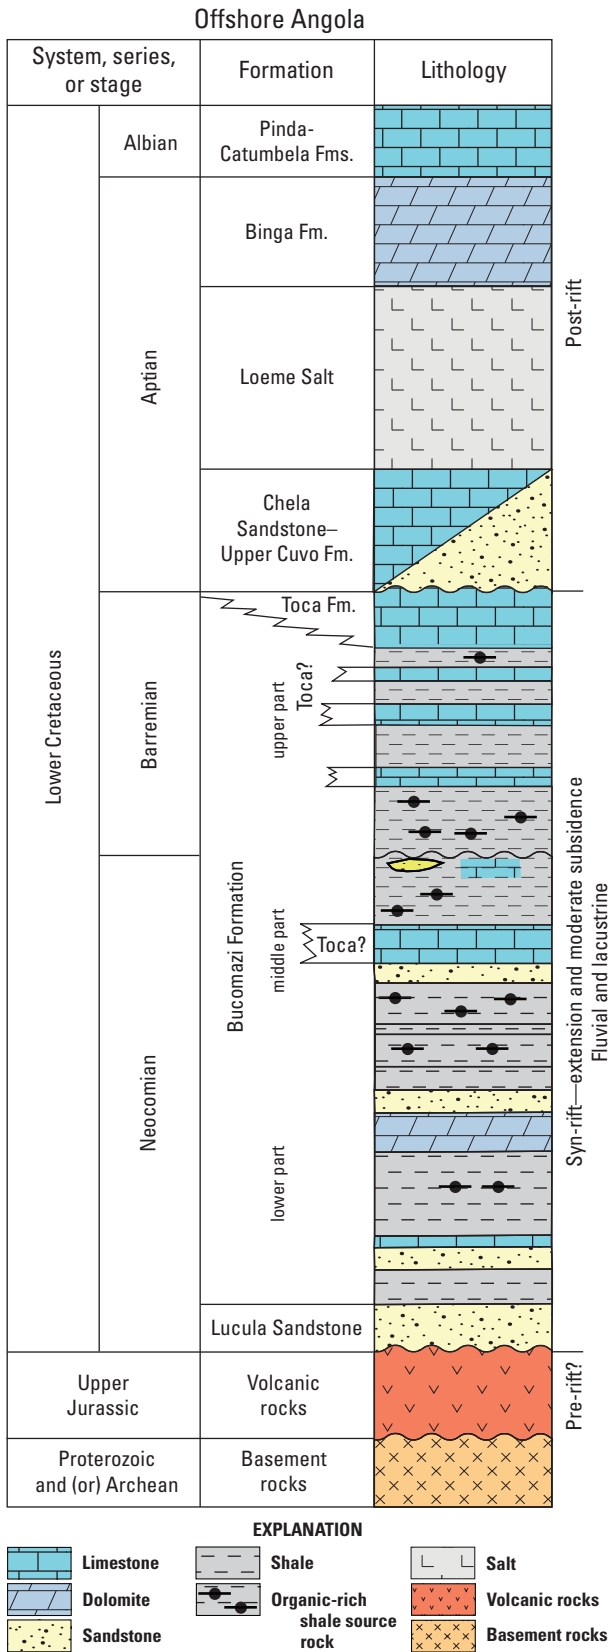 Offshore Angola
System, series,
or stage
Formation
Lithology
Lower Cretaceous
Albian
Pinda-
Catumbela Fms.
Aptian
Binga Fm.
Loeme Salt
Chela
Sandstone–
Upper Cuvo Fm.
Post-rift
Barremian
Toca Fm.
Toca?
upper part
Bucomazi Formation
middle part
Toca?
Neocomian
lower part
Lucula Sandstone
Syn-rift—extension and moderate subsidence
Fluvial and lacustrine
Upper
Jurassic
Volcanic
rocks
Pre-rift?
Proterozoic
and (or) Archean
Basement
rocks
EXPLANATION
Limestone
Dolomite
Sandstone
Shale
Organic-rich
shale source
rock
Salt
Volcanic rocks
Basement rocks